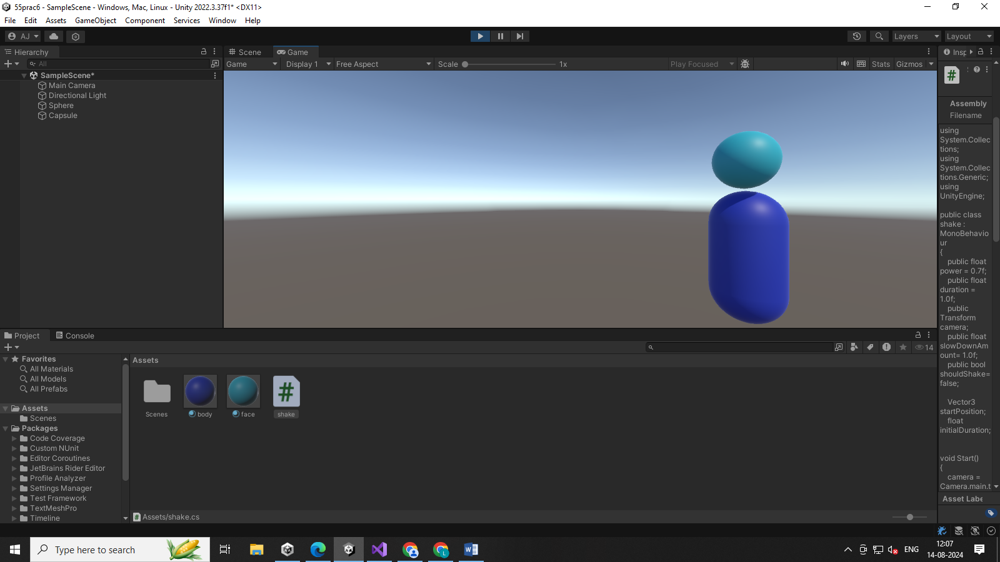 55prac6 - SampleScene - Windows, Mac, Linux - Unity 2022.3.37f1* <DX11>
File Edit Assets GameObject Component Services Window Help
AJ
Layers Layout
Hierarchy
All
SampleScene*
Main Camera
Directional Light
Sphere
Capsule
Scene Game
Game Display 1 Free Aspect Scale 1x Play Focused Stats Gizmos
Insp
#
Assembly
Filename
using
System.Collec
tions;
using
System.Collec
tions.Generic;
using
UnityEngine;
public class
shake :
MonoBehavio
ur
{
public float
power = 0.7f;
public float
duration =
1.0f;
public
Transform
camera;
public float
slowDownAm
ount= 1.0f;
public bool
shouldShake=
false;
Vector3
startPosition;
float
initialDuration;
void Start()
{
camera =
Camera.main.t
Asset Labe
Project Console
14
Favorites
All Materials
All Models
All Prefabs
Assets
Scenes
Packages
Code Coverage
Custom NUnit
Editor Coroutines
JetBrains Rider Editor
Profile Analyzer
Settings Manager
Test Framework
TextMeshPro
Timeline
Assets
#
Scenes body face shake
# Assets/shake.cs
Type here to search
L
W
ENG
12:07
14-08-2024